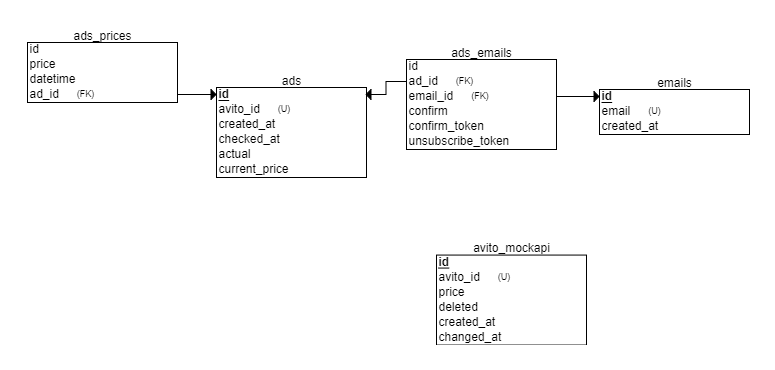 ads_prices
id
price
datetime
ad_id (FK)
ads
id
avito_id (U)
created_at
checked_at
actual
current_price
ads_emails
id
ad_id (FK)
email_id (FK)
confirm
confirm_token
unsubscribe_token
emails
id
email (U)
created_at
avito_mockapi
id
avito_id (U)
price
deleted
created_at
changed_at